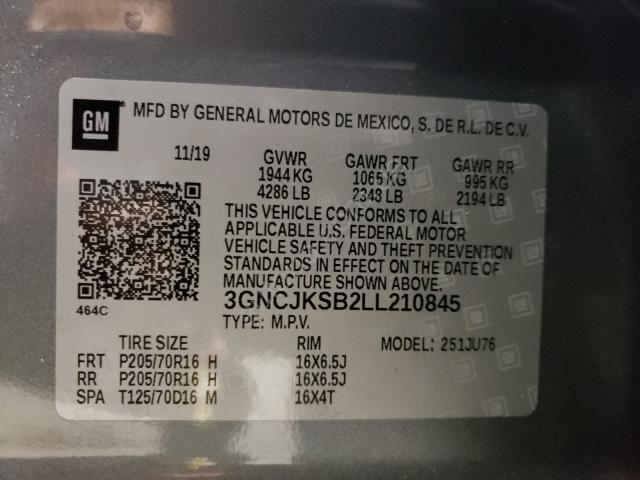 GM
MFD BY GENERAL MOTORS DE MEXICO, S. DE R.L. DE C.V.
11/19 GVWR GAWR FRT GAWR RR
1944 KG 1065 KG 995 KG
4286 LB 2348 LB 2194 LB
THIS VEHICLE CONFORMS TO ALL
APPLICABLE U.S. FEDERAL MOTOR
VEHICLE SAFETY AND THEFT PREVENTION
STANDARDS IN EFFECT ON THE DATE OF
MANUFACTURE SHOWN ABOVE.
3GNCJKSB2LL210845
464C
TYPE: M.P.V.
TIRE SIZE RIM MODEL: 251JU76
FRT P205/70R16 H 16X6.5J
RR P205/70R16 H 16X6.5J
SPA T125/70D16 M 16X4T